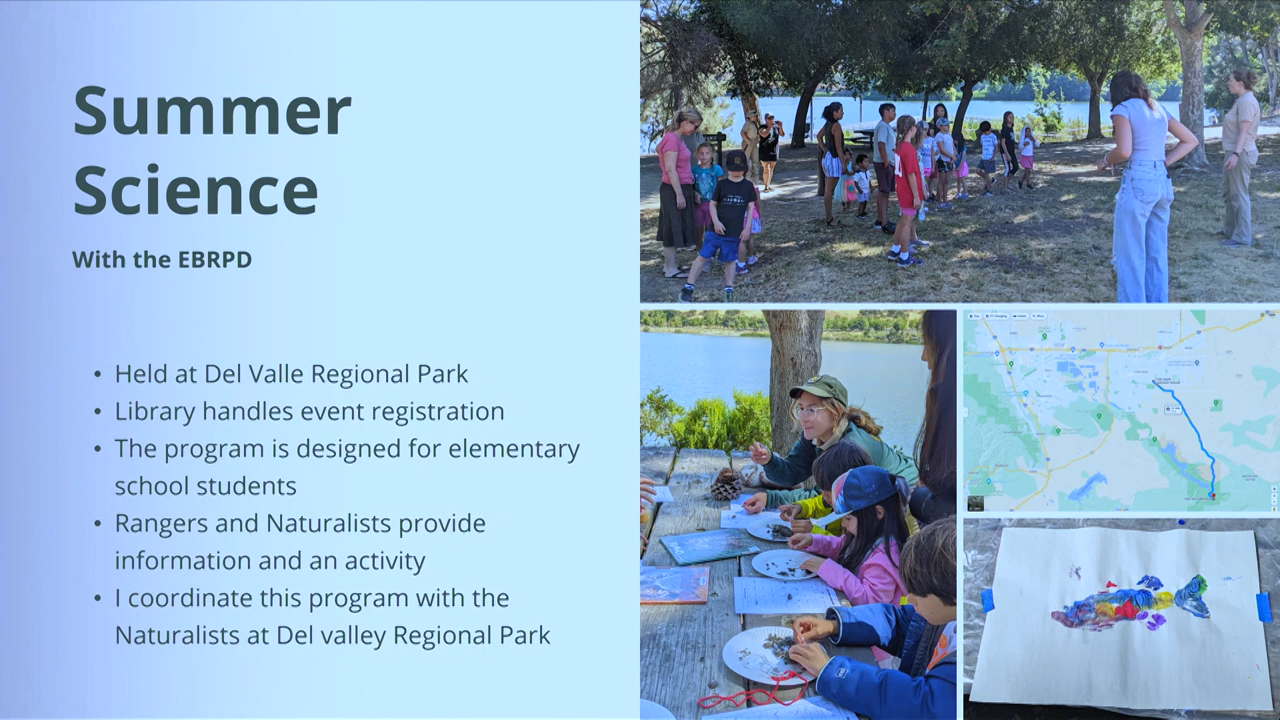 Summer
Science
With the EBRPD
• Held at Del Valle Regional Park
• Library handles event registration
• The program is designed for elementary
school students
• Rangers and Naturalists provide
information and an activity
• I coordinate this program with the
Naturalists at Del valley Regional Park